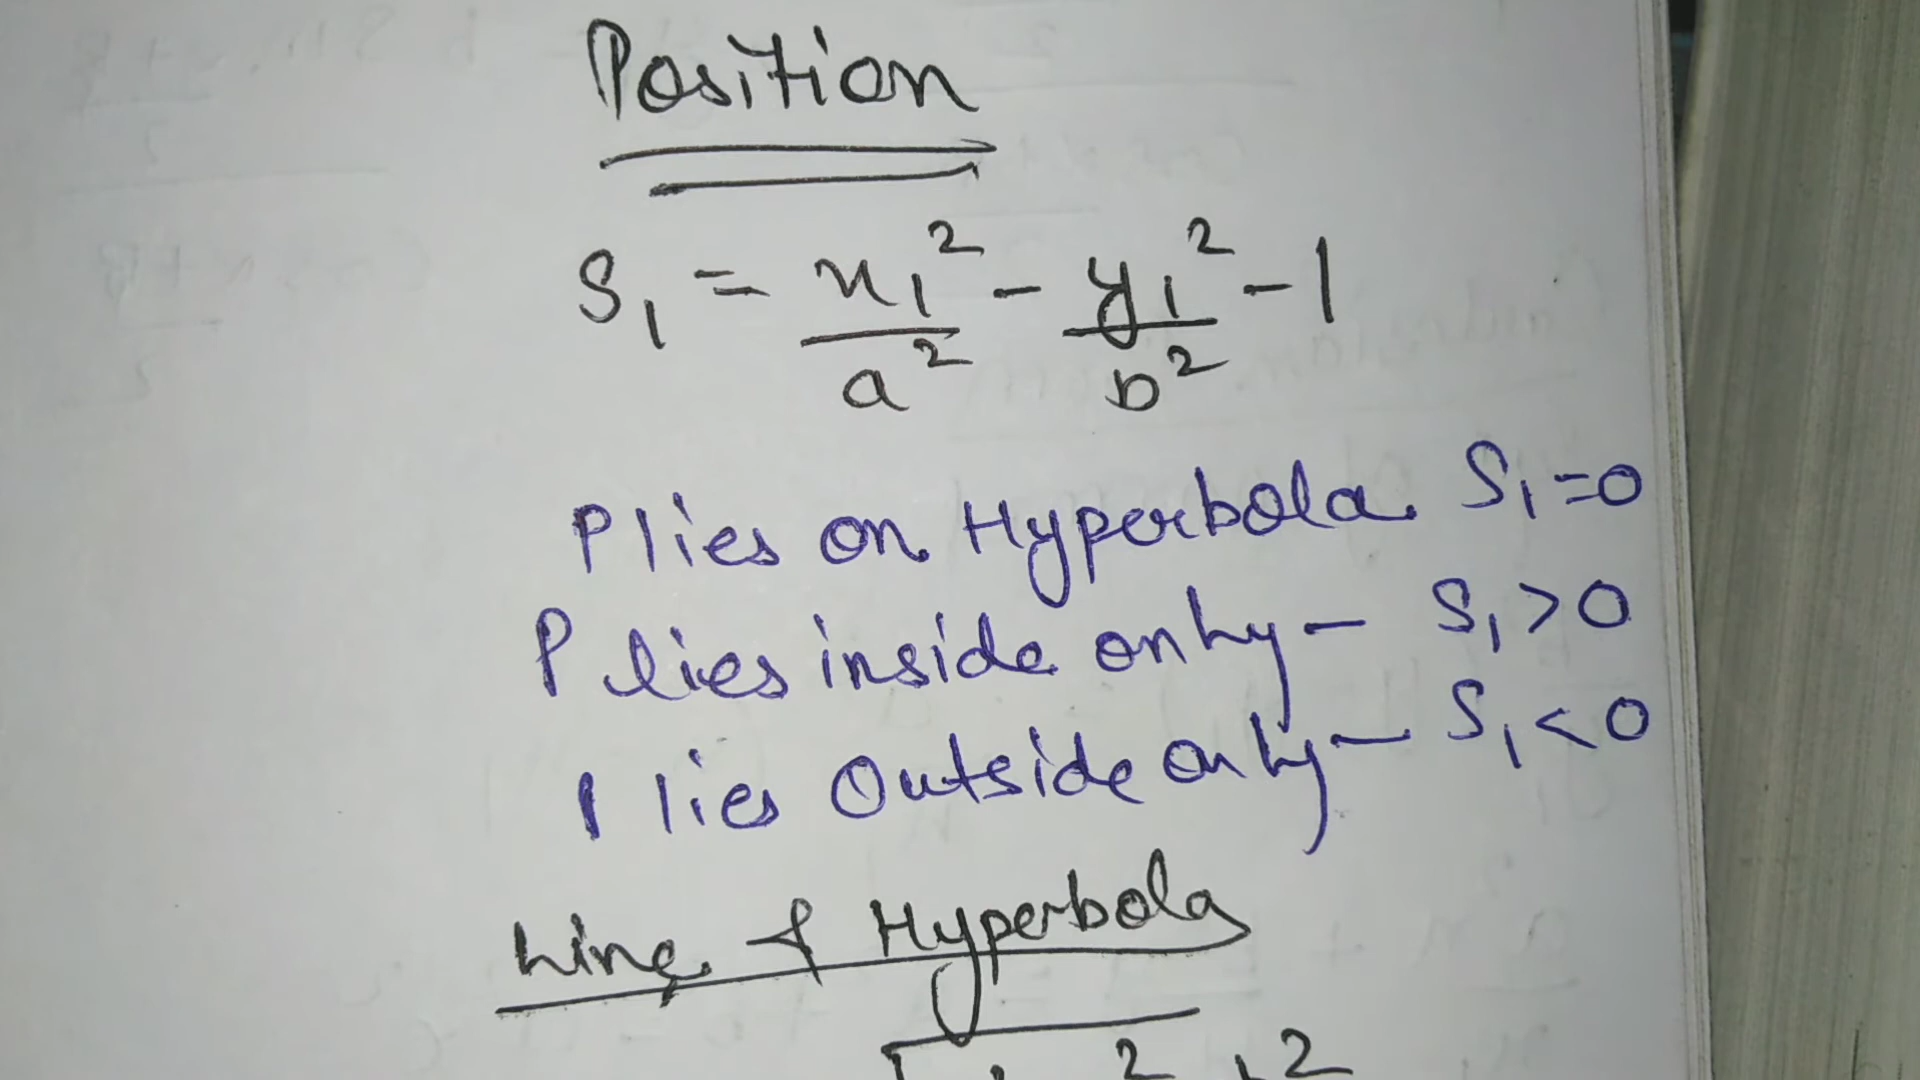 Position
S₁ = x₁²/a² - y₁²/b² - 1
P lies on Hyperbola S₁=0
P lies inside only - S₁>0
P lies Outside only - S₁<0
Line & Hyperbola